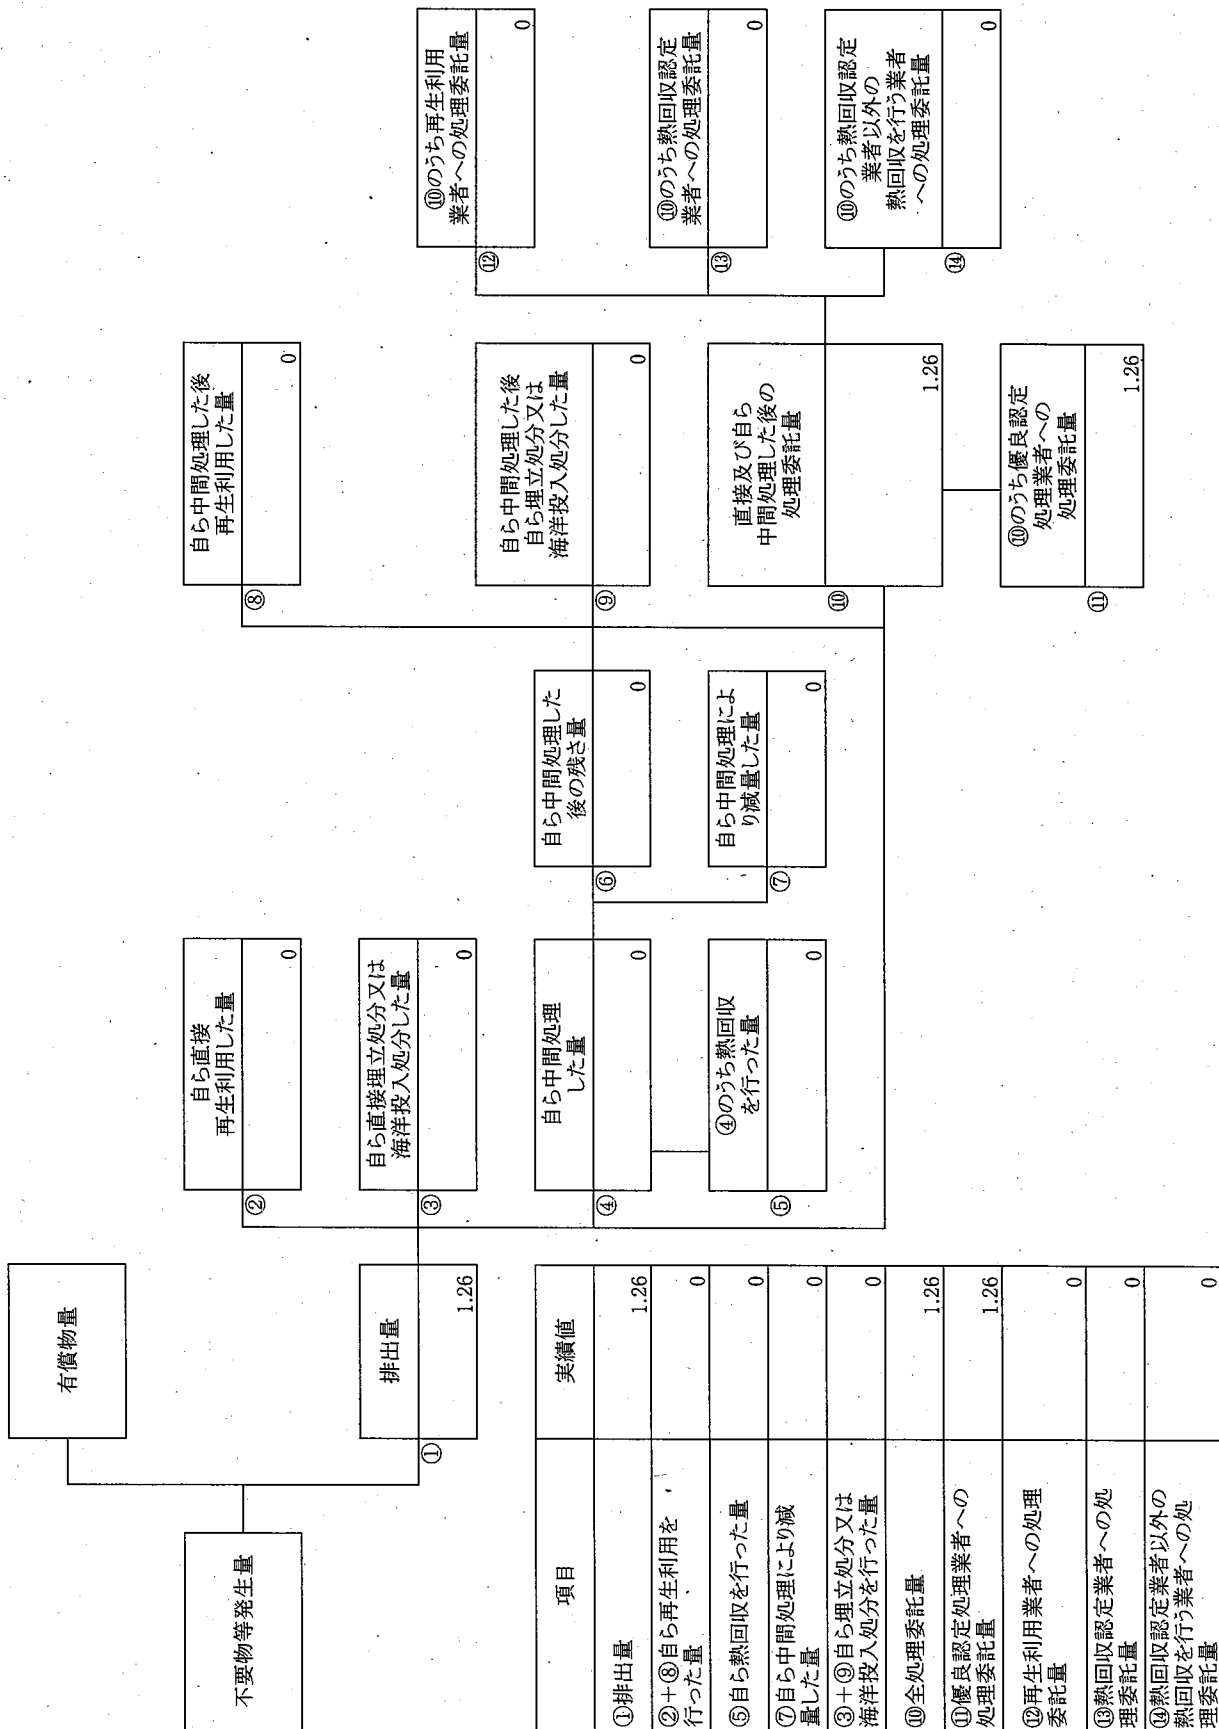 不要物等発生量
有償物量
①
排出量
1.26
②
自ら直接
再生利用した量
0
③
自ら直接埋立処分又は
海洋投入処分した量
0
④
自ら中間処理
した量
0
⑤
④のうち熱回収
を行った量
0
⑥
自ら中間処理した
後の残さ量
0
⑦
自ら中間処理によ
り減量した量
0
⑧
自ら中間処理した後
再生利用した量
0
⑨
自ら中間処理した後
自ら埋立処分又は
海洋投入処分した量
0
⑩
直接及び自ら
中間処理した後の
処理委託量
1.26
⑪
⑩のうち優良認定
処理業者への
処理委託量
1.26
⑫
⑩のうち再生利用
業者への処理委託量
0
⑬
⑩のうち熱回収認定
業者への処理委託量
0
⑭
⑩のうち熱回収認定
業者以外の
熱回収を行う業者
への処理委託量
0
項目 実績値
①排出量 1.26
②+⑧自ら再生利用を
行った量 0
⑤自ら熱回収を行った量 0
⑦自ら中間処理により減
量した量 0
③+⑨自ら埋立処分又は
海洋投入処分を行った量 0
⑩全処理委託量 1.26
⑪優良認定処理業者への
処理委託量 1.26
⑫再生利用業者への処理
委託量 0
⑬熱回収認定業者への処
理委託量 0
⑭熱回収認定業者以外の
熱回収を行う業者への処
理委託量 0